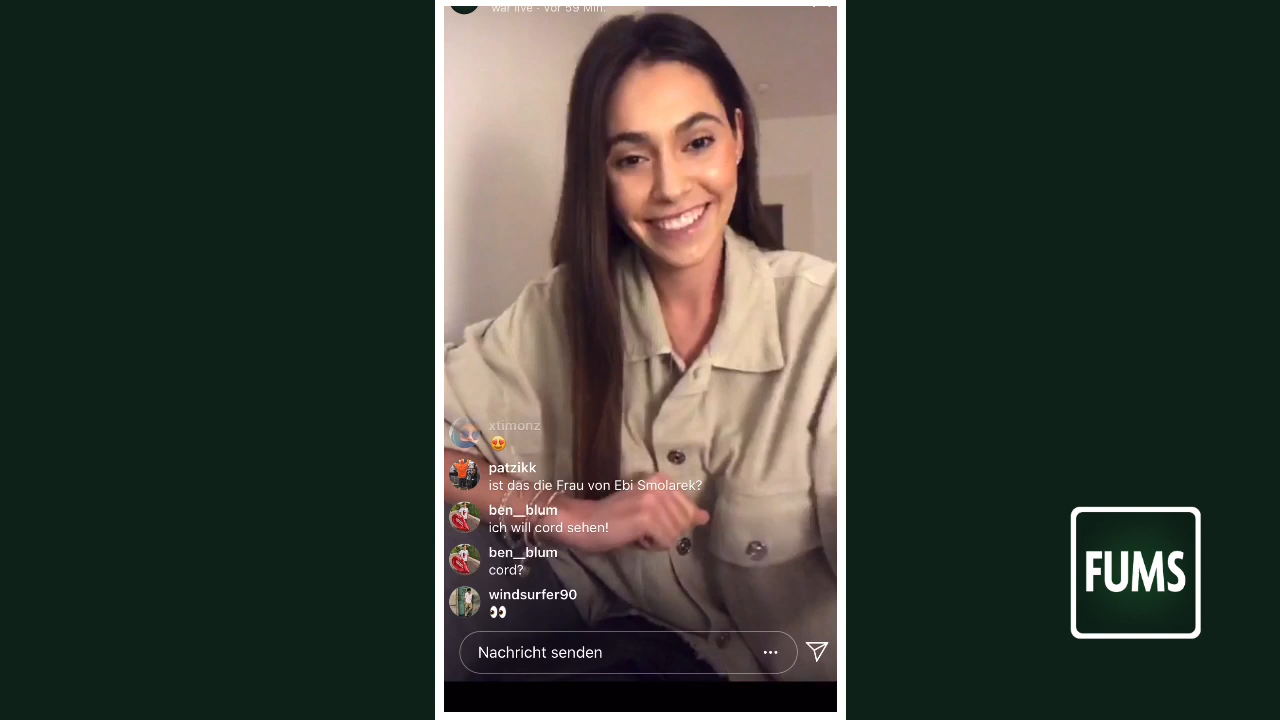 war live - vor 59 Min.
xtimonz
😍
patzikk
ist das die Frau von Ebi Smolarek?
ben__blum
ich will cord sehen!
ben__blum
cord?
windsurfer90
👀
Nachricht senden
FUMS